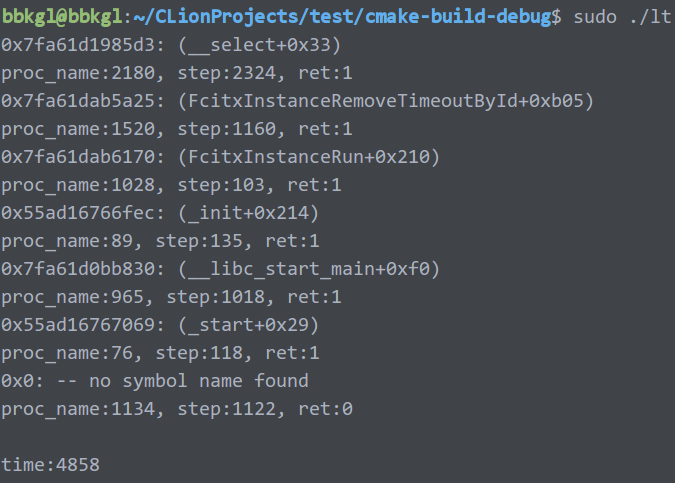 bbkgl@bbkgl:~/CLionProjects/test/cmake-build-debug$ sudo ./lt
0x7fa61d1985d3: (__select+0x33)
proc_name:2180, step:2324, ret:1
0x7fa61dab5a25: (FcitxInstanceRemoveTimeoutById+0xb05)
proc_name:1520, step:1160, ret:1
0x7fa61dab6170: (FcitxInstanceRun+0x210)
proc_name:1028, step:103, ret:1
0x55ad16766fec: (_init+0x214)
proc_name:89, step:135, ret:1
0x7fa61d0bb830: (__libc_start_main+0xf0)
proc_name:965, step:1018, ret:1
0x55ad16767069: (_start+0x29)
proc_name:76, step:118, ret:1
0x0: -- no symbol name found
proc_name:1134, step:1122, ret:0
time:4858